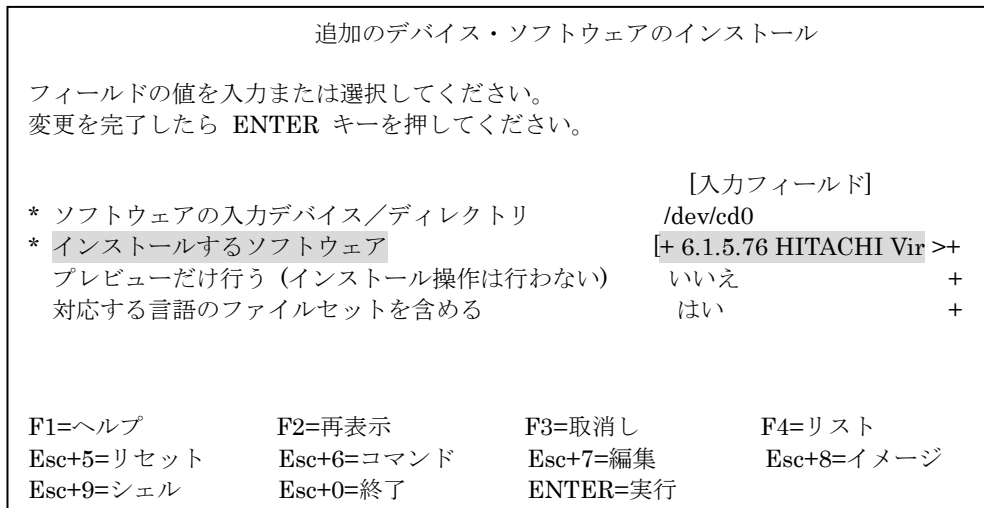 追加のデバイス・ソフトウェアのインストール
フィールドの値を入力または選択してください。
変更を完了したら ENTER キーを押してください。
[入力フィールド]
* ソフトウェアの入力デバイス／ディレクトリ /dev/cd0
* インストールするソフトウェア [+ 6.1.5.76 HITACHI Vir >+
プレビューだけ行う (インストール操作は行わない) いいえ +
対応する言語のファイルセットを含める はい +
F1=ヘルプ F2=再表示 F3=取消し F4=リスト
Esc+5=リセット Esc+6=コマンド Esc+7=編集 Esc+8=イメージ
Esc+9=シェル Esc+0=終了 ENTER=実行